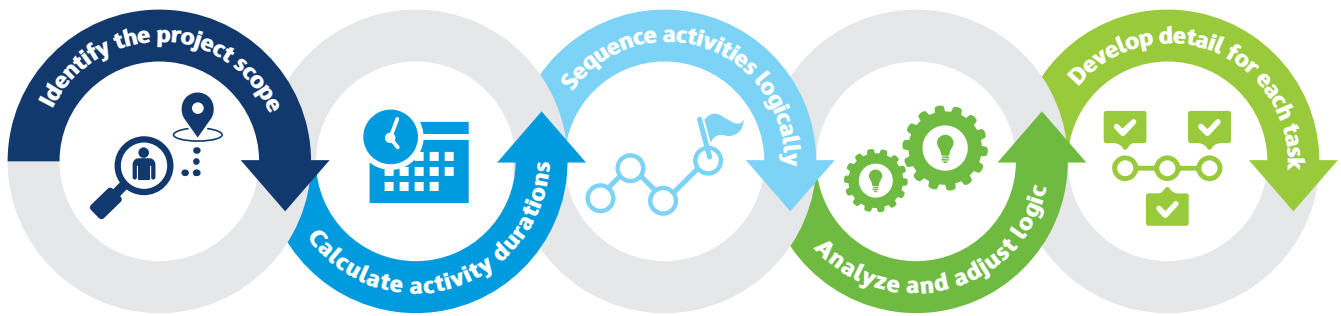 Identify the project scope
Calculate activity durations
Sequence activities logically
Analyze and adjust logic
Develop detail for each task